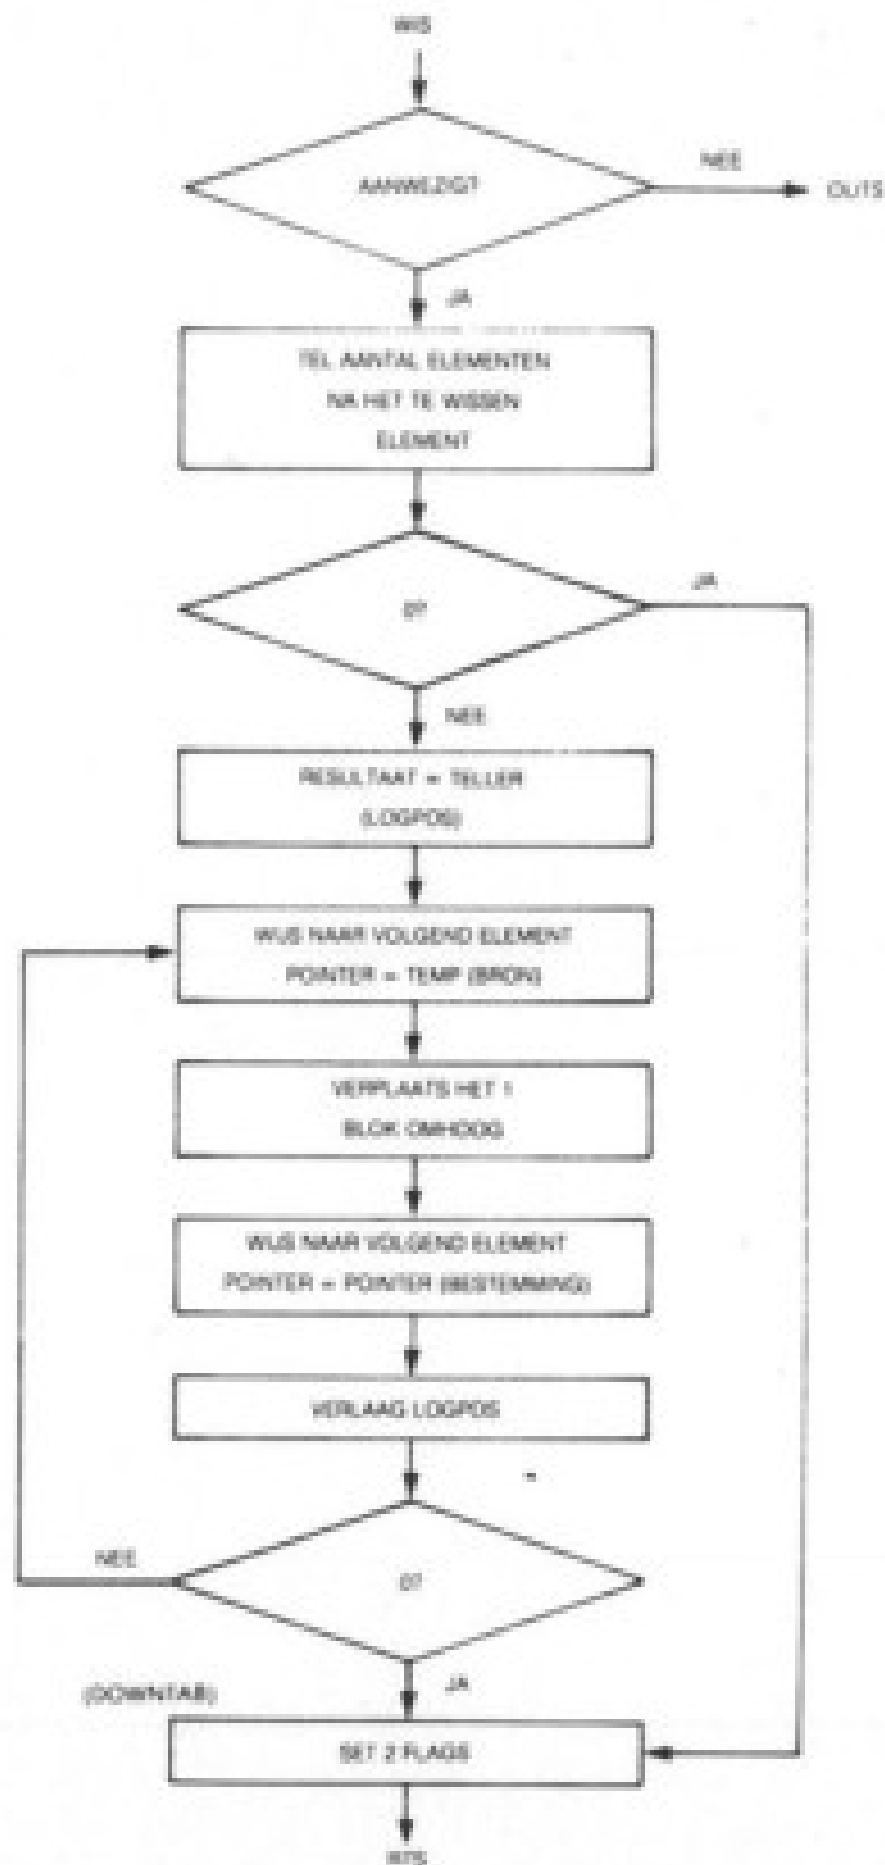 WIS
AANWEZIG?
NEE
OUTS
JA
TEL AANTAL ELEMENTEN
NA HET TE WISSEN
ELEMENT
0?
JA
NEE
RESULTAAT = TELLER
(LOGPOS)
WIJS NAAR VOLGEND ELEMENT
POINTER = TEMP (BRON)
VERPLAATS HET 1
BLOK OMHOOG
WIJS NAAR VOLGEND ELEMENT
POINTER = POINTER (BESTEMMING)
VERLAAG LOGPOS
NEE
0?
JA
(DOWNTAB)
SET Z FLAGS
RTS